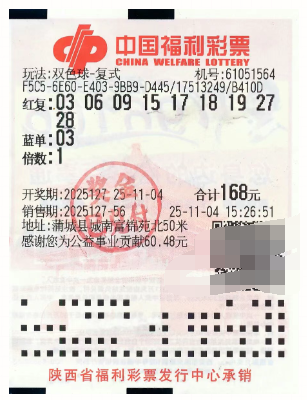 中国福利彩票
CHINA WELFARE LOTTERY
玩法:双色球-复式 机号:61051564
F5C5-6E60-E403-9BB9-D445/17513249/B410D
红复:03 06 09 15 17 18 19 27
28
蓝单:03
倍数:1
开奖期:2025127 25-11-04 合计168元
销售期:2025127-56 25-11-04 15:26:51
地址:蒲城县城南富锦苑北50米
感谢您为公益事业贡献60.48元
陕西省福利彩票发行中心承销